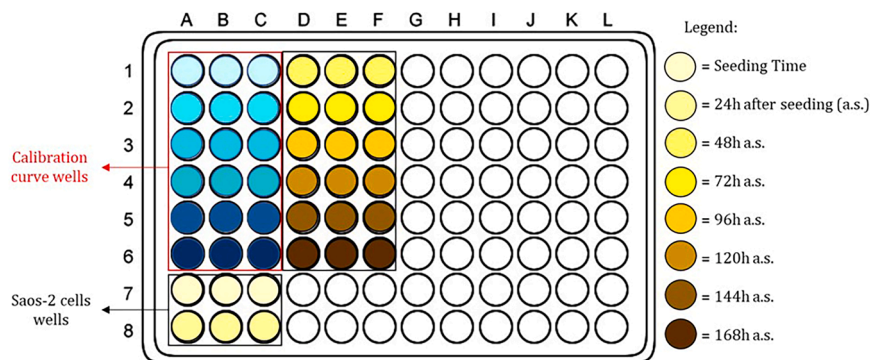 A B C D E F G H I J K L
Legend:
1
2
3
4
5
6
7
8
Calibration
curve wells
Saos-2 cells
wells
= Seeding Time
= 24h after seeding (a.s.)
= 48h a.s.
= 72h a.s.
= 96h a.s.
= 120h a.s.
= 144h a.s.
= 168h a.s.